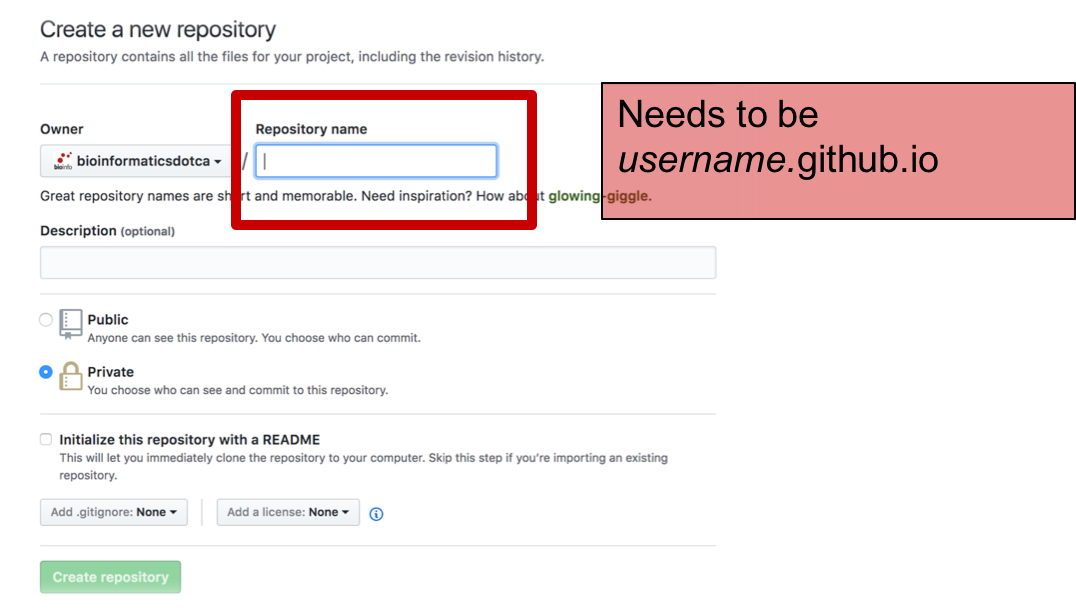 Create a new repository
A repository contains all the files for your project, including the revision history.
Owner
Repository name
bioinfo bioinformaticsdotca
/
Great repository names are short and memorable. Need inspiration? How about glowing-giggle.
Needs to be
username.github.io
Description (optional)
Public
Anyone can see this repository. You choose who can commit.
Private
You choose who can see and commit to this repository.
Initialize this repository with a README
This will let you immediately clone the repository to your computer. Skip this step if you’re importing an existing
repository.
Add .gitignore: None
Add a license: None
Create repository